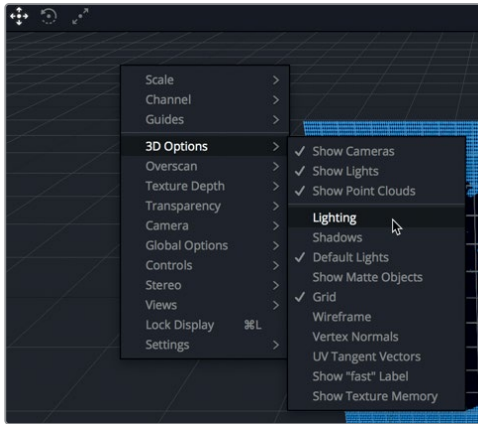 Scale
Channel
Guides
3D Options
Overscan
Texture Depth
Transparency
Camera
Global Options
Controls
Stereo
Views
Lock Display ⌘L
Settings
Show Cameras
Show Lights
Show Point Clouds
Lighting
Shadows
Default Lights
Show Matte Objects
Grid
Wireframe
Vertex Normals
UV Tangent Vectors
Show "fast" Label
Show Texture Memory